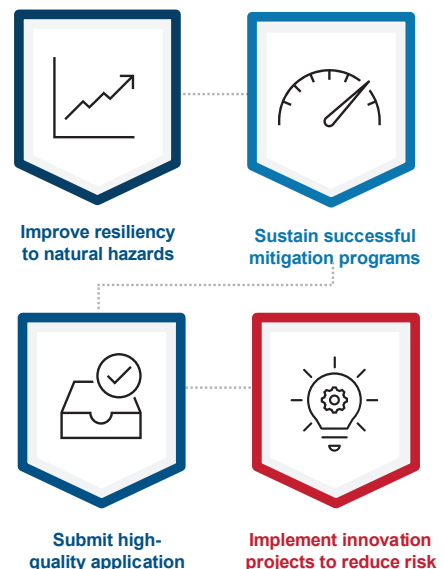 Improve resiliency
to natural hazards
Sustain successful
mitigation programs
Submit high-
quality application
Implement innovation
projects to reduce risk